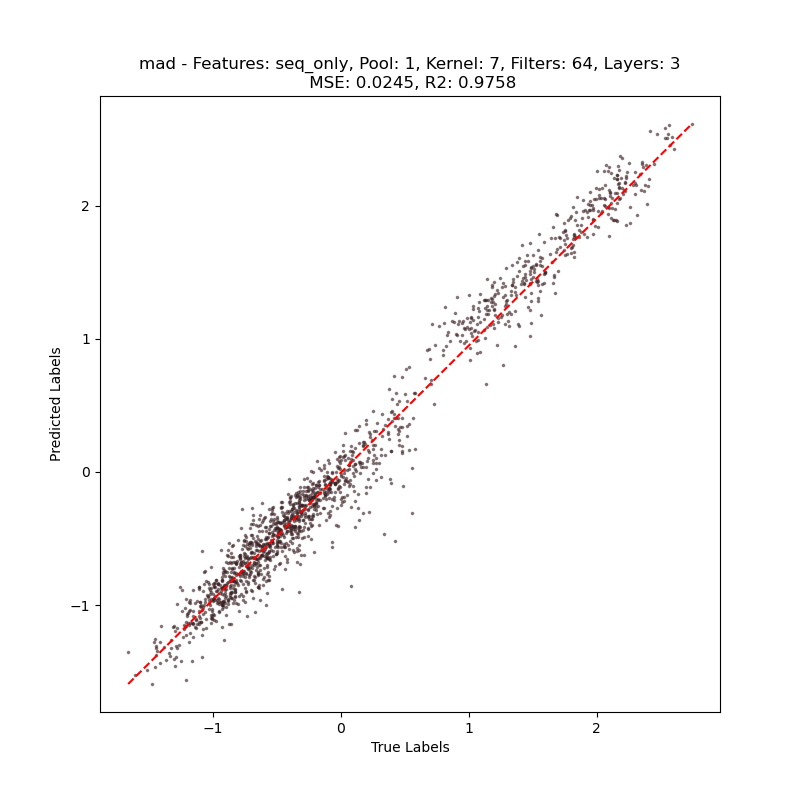 mad - Features: seq_only, Pool: 1, Kernel: 7, Filters: 64, Layers: 3
MSE: 0.0245, R2: 0.9758
Predicted Labels
2
1
0
−1
−1
0
1
2
True Labels